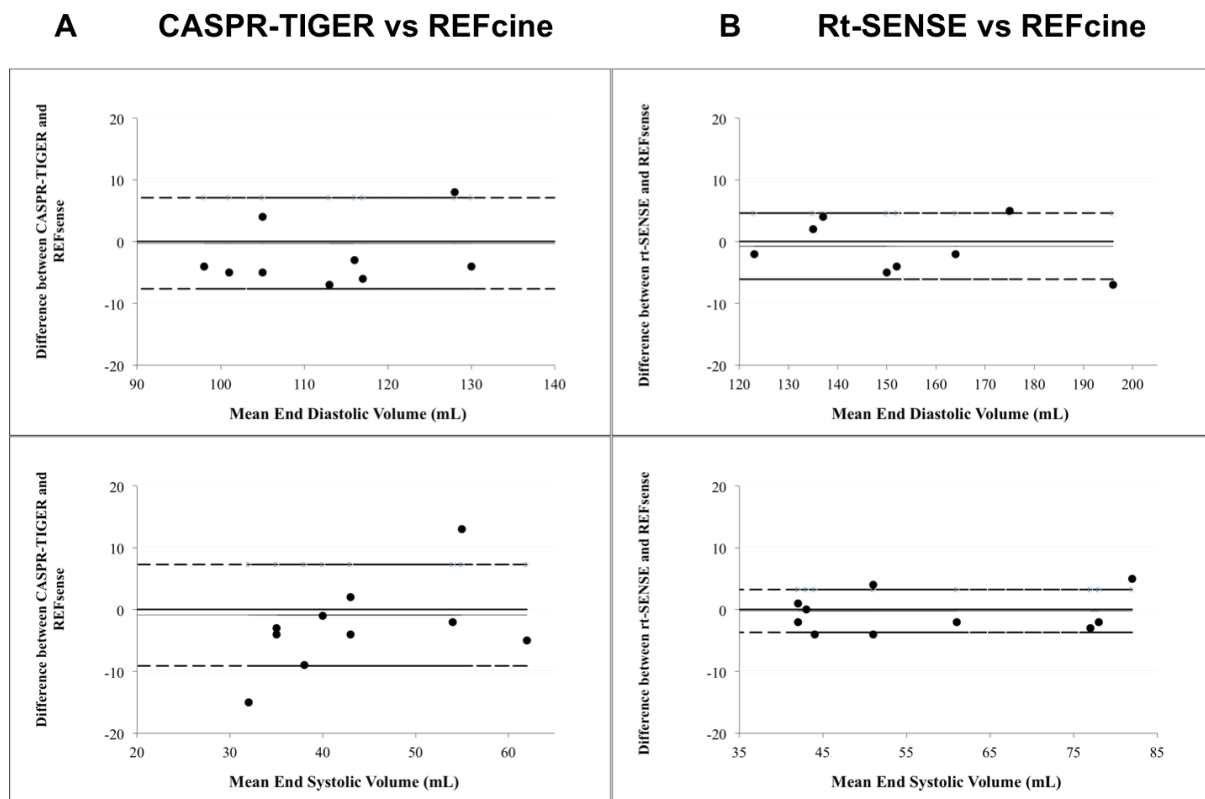 A CASPR-TIGER vs REFcine
B Rt-SENSE vs REFcine
Difference between CASPR-TIGER and
REFsense
20
10
0
-10
-20
90 100 110 120 130 140
Mean End Diastolic Volume (mL)
Difference between rt-SENSE and REFsense
20
10
0
-10
-20
120 130 140 150 160 170 180 190 200
Mean End Diastolic Volume (mL)
Difference between CASPR-TIGER and
REFsense
20
10
0
-10
-20
20 30 40 50 60
Mean End Systolic Volume (mL)
Difference between rt-SENSE and REFsense
20
10
0
-10
-20
35 45 55 65 75 85
Mean End Systolic Volume (mL)